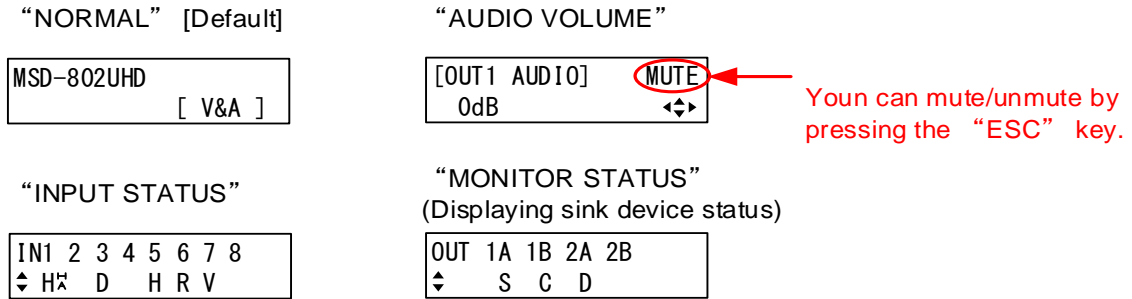 “NORMAL” [Default]
MSD-802UHD
[ V&A ]
“AUDIO VOLUME”
[OUT1 AUDIO] MUTE
0dB
Youn can mute/unmute by
pressing the “ESC” key.
“INPUT STATUS”
IN1 2 3 4 5 6 7 8
H D H R V
“MONITOR STATUS”
(Displaying sink device status)
OUT 1A 1B 2A 2B
S C D